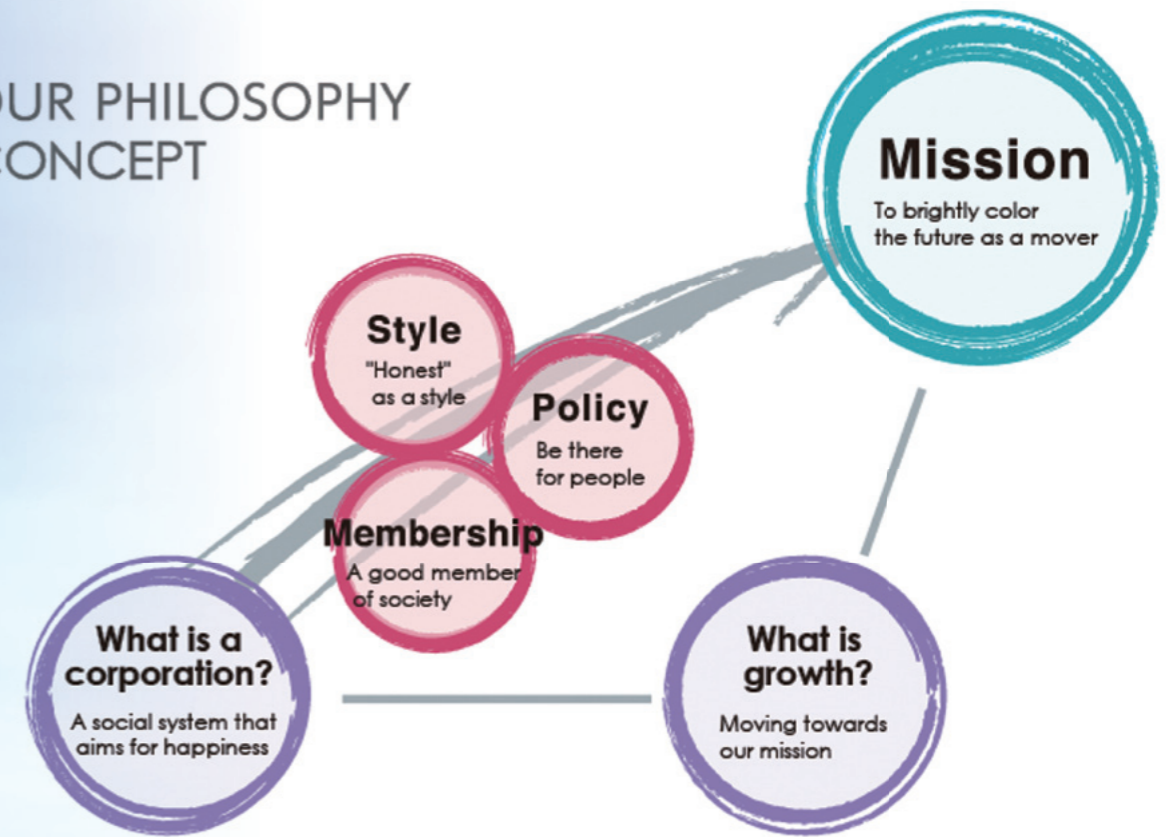 OUR PHILOSOPHY
CONCEPT
Mission
To brightly color
the future as a mover
Style
"Honest"
as a style
Policy
Be there
for people
Membership
A good member
of society
What is a
corporation?
A social system that
aims for happiness
What is
growth?
Moving towards
our mission